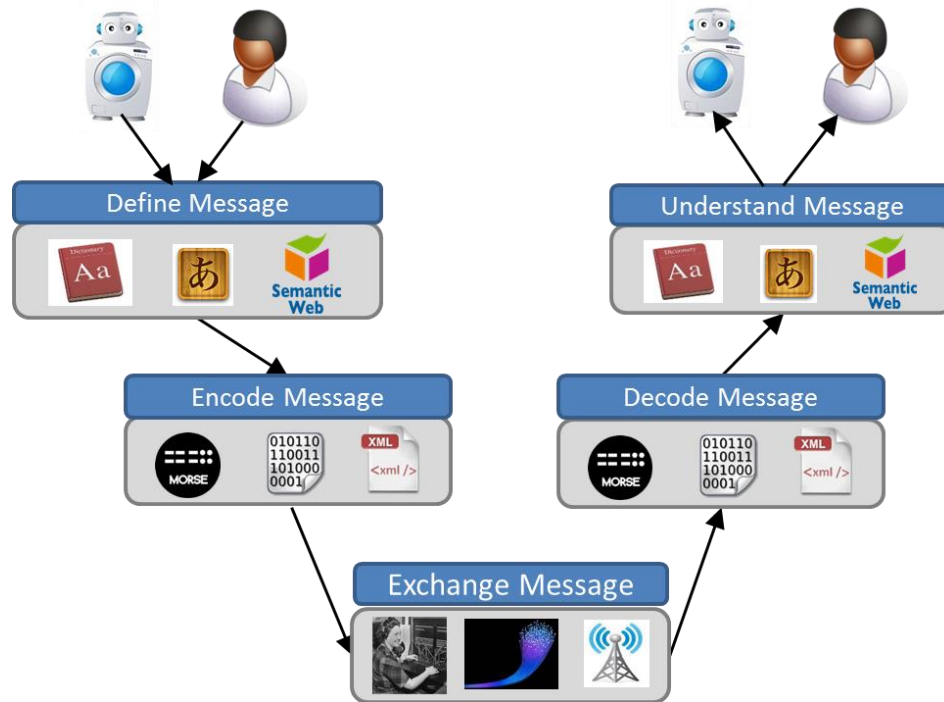 Define Message
Dictionary
Aa
あ
Semantic
Web
Understand Message
Dictionary
Aa
あ
Semantic
Web
Encode Message
MORSE
010110
110011
101000
0001
XML
<xml />
Decode Message
MORSE
010110
110011
101000
0001
XML
<xml />
Exchange Message